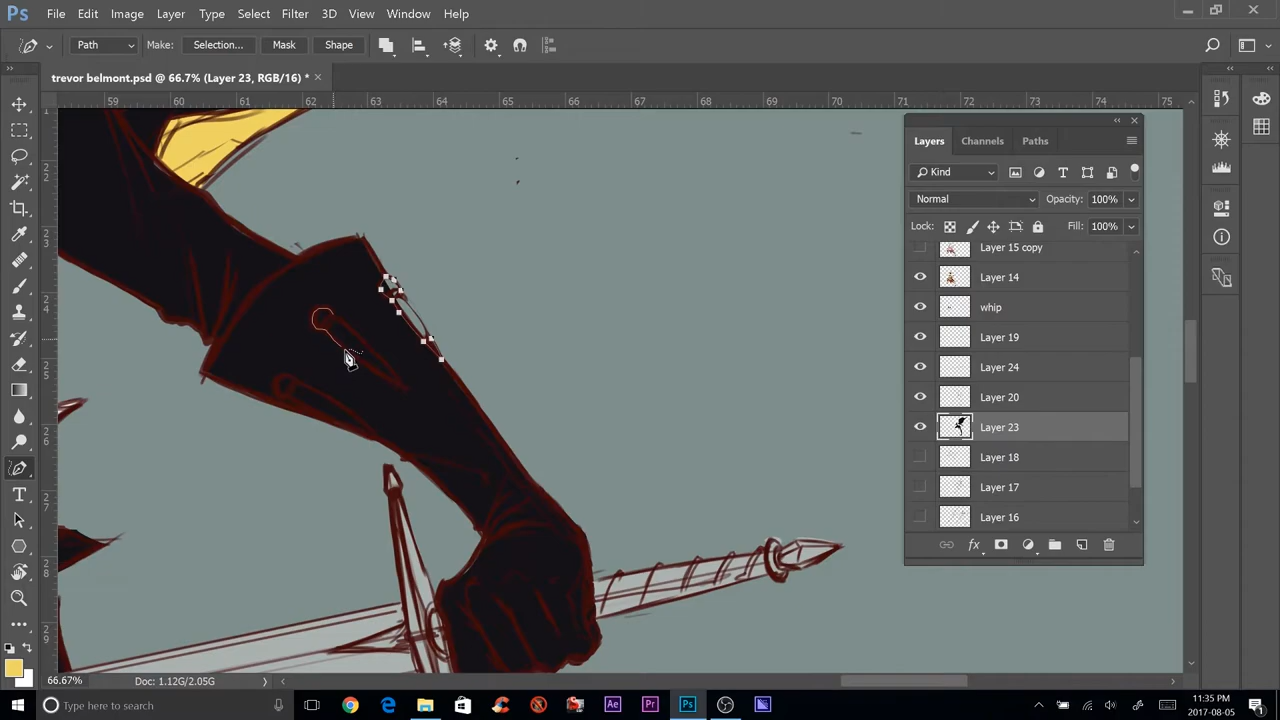 Ps File Edit Image Layer Type Select Filter 3D View Window Help
Path Make: Selection... Mask Shape
trevor belmont.psd @ 66.7% (Layer 23, RGB/16) * ×
59 60 61 62 63 64 65 66 67 68 69 70 71 72 73 74 75
Layers Channels Paths
Kind
Normal Opacity: 100%
Lock: Fill: 100%
Layer 15 copy
Layer 14
whip
Layer 19
Layer 24
Layer 20
Layer 23
Layer 18
Layer 17
Layer 16
fx
66.67% Doc: 1.12G/2.05G
Type here to search
Ae Pr Ps
11:35 PM
2017-08-05